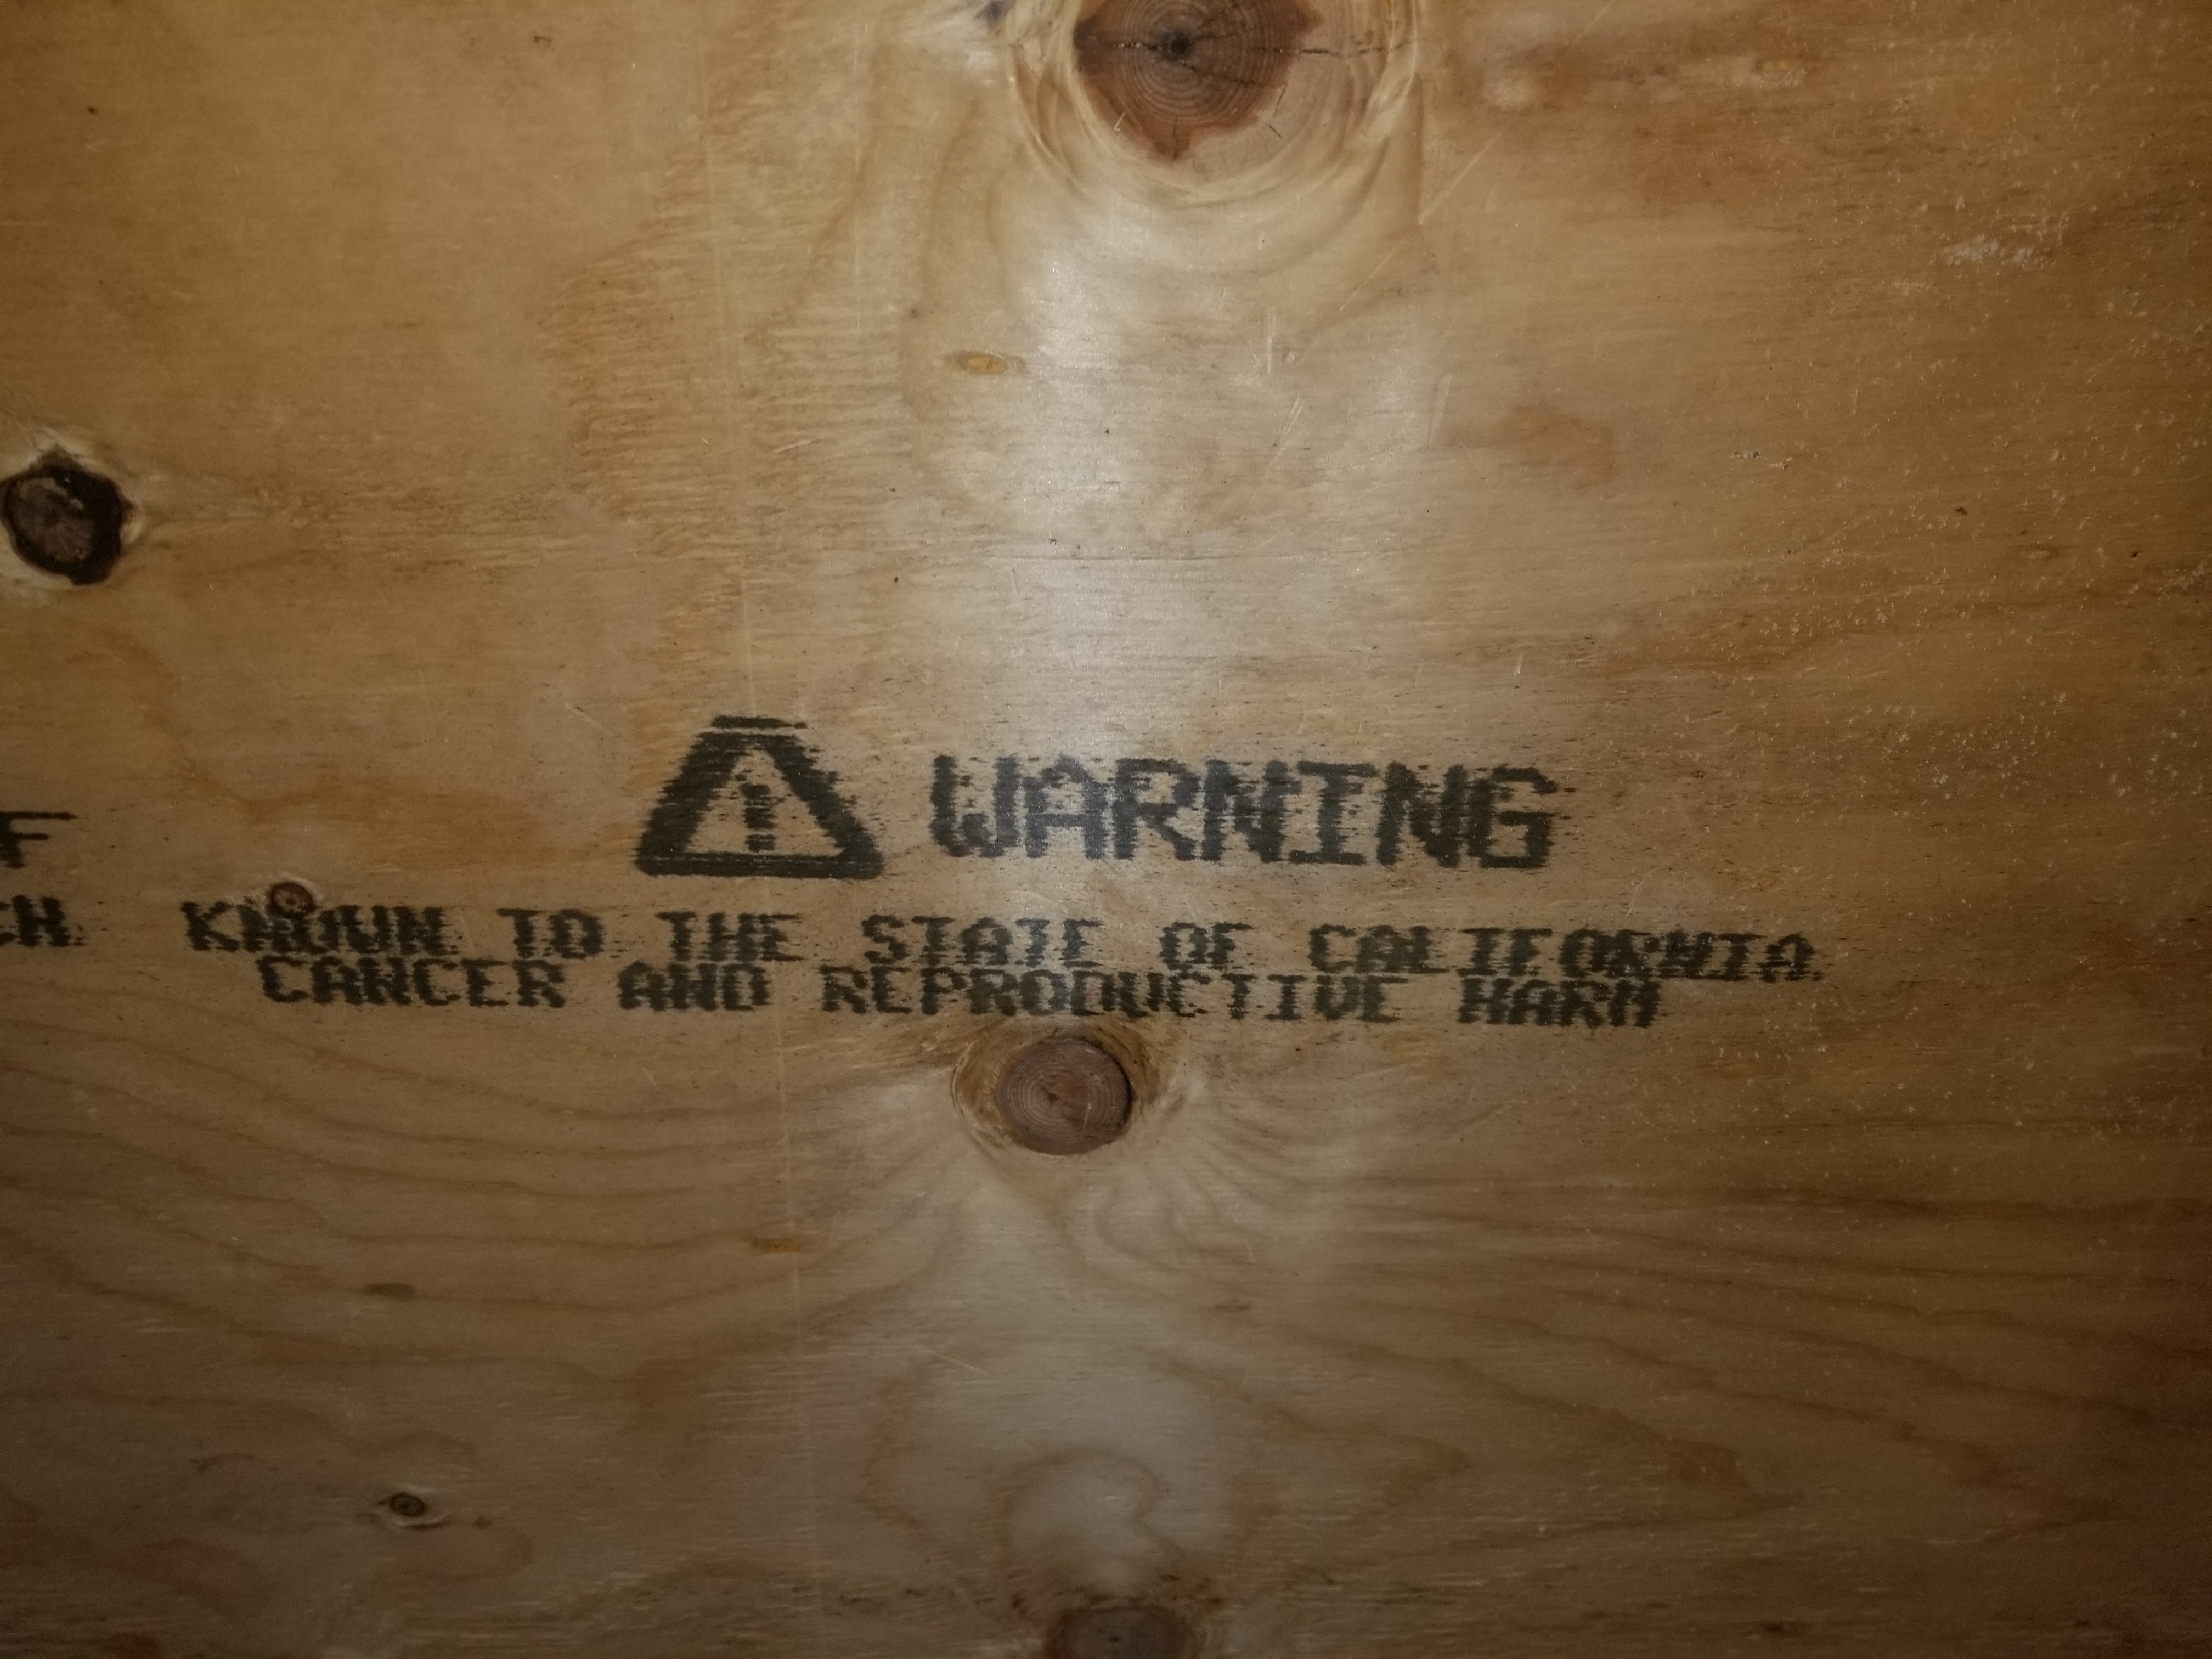 WARNING
KNOWN TO THE STATE OF CALIFORNIA
CANCER AND REPRODUCTIVE HARM